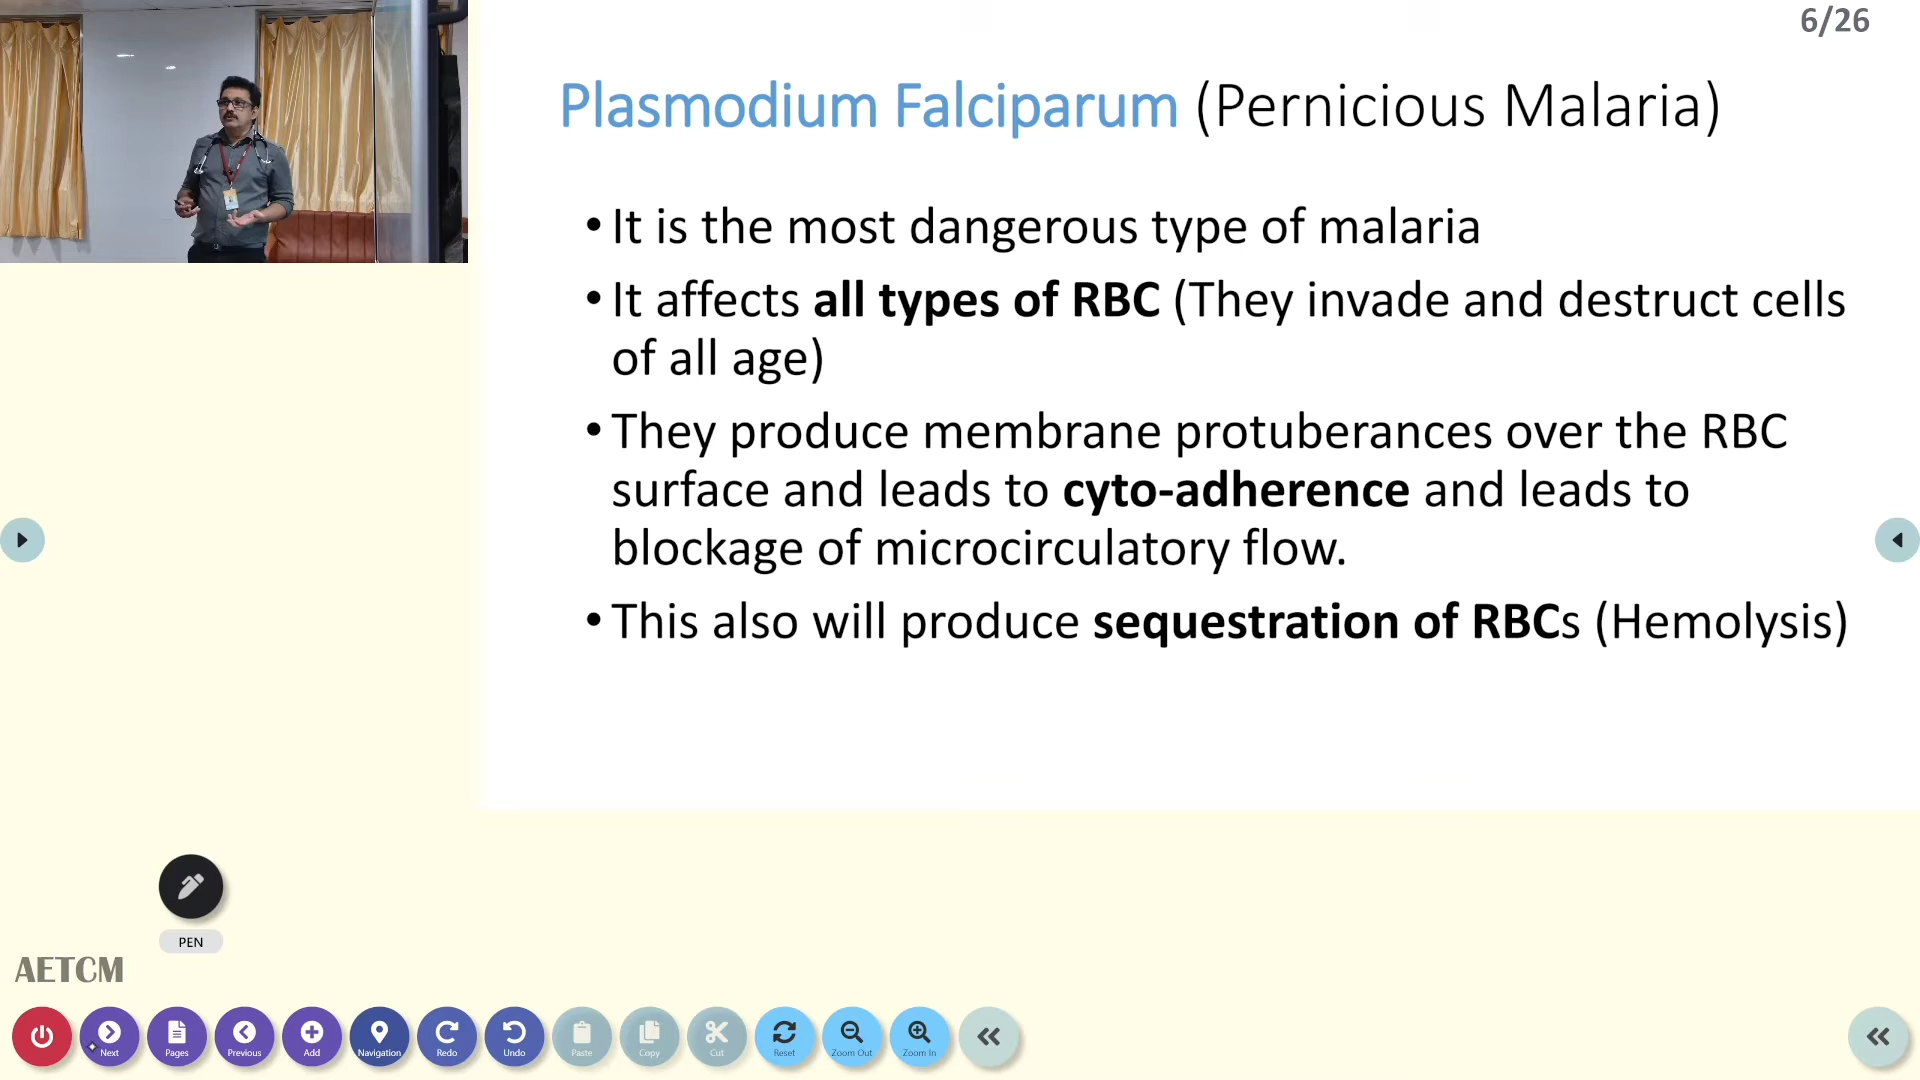 6/26
Plasmodium Falciparum (Pernicious Malaria)
• It is the most dangerous type of malaria
• It affects all types of RBC (They invade and destruct cells
of all age)
• They produce membrane protuberances over the RBC
surface and leads to cyto-adherence and leads to
blockage of microcirculatory flow.
• This also will produce sequestration of RBCs (Hemolysis)
PEN
AETCM
Next
Pages
Previous
Add
Navigation
Redo
Undo
Paste
Copy
Cut
Reset
Zoom Out
Zoom In